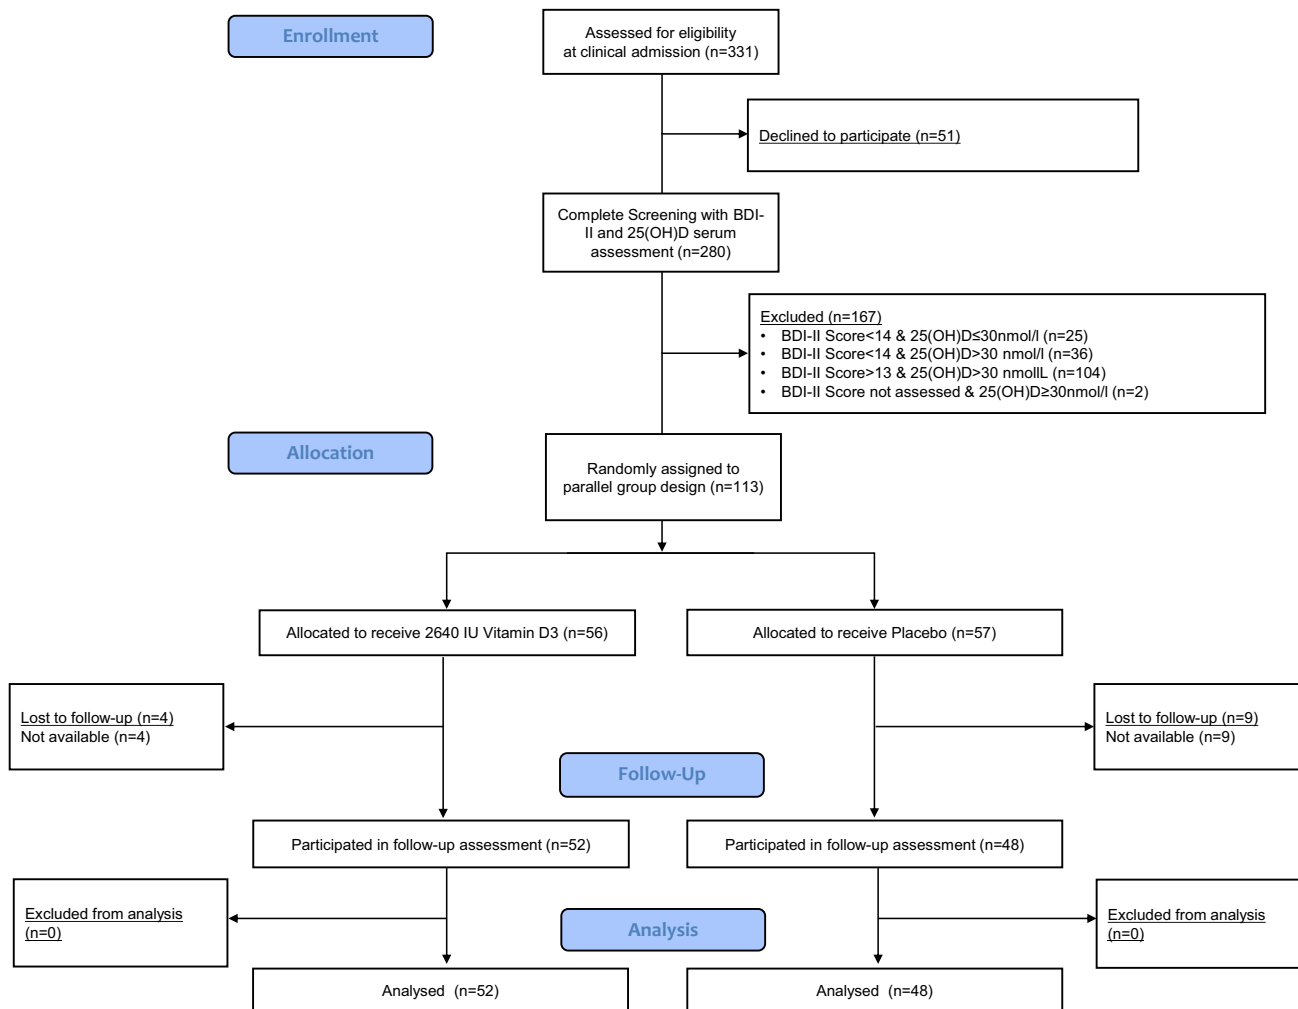 Enrollment
Assessed for eligibility
at clinical admission (n=331)
Declined to participate (n=51)
Complete Screening with BDI-
II and 25(OH)D serum
assessment (n=280)
Excluded (n=167)
• BDI-II Score<14 & 25(OH)D≤30nmol/l (n=25)
• BDI-II Score<14 & 25(OH)D>30 nmol/l (n=36)
• BDI-II Score>13 & 25(OH)D>30 nmollL (n=104)
• BDI-II Score not assessed & 25(OH)D≥30nmol/l (n=2)
Allocation
Randomly assigned to
parallel group design (n=113)
Allocated to receive 2640 IU Vitamin D3 (n=56)
Allocated to receive Placebo (n=57)
Lost to follow-up (n=4)
Not available (n=4)
Lost to follow-up (n=9)
Not available (n=9)
Follow-Up
Participated in follow-up assessment (n=52)
Participated in follow-up assessment (n=48)
Excluded from analysis
(n=0)
Excluded from analysis
(n=0)
Analysis
Analysed (n=52)
Analysed (n=48)